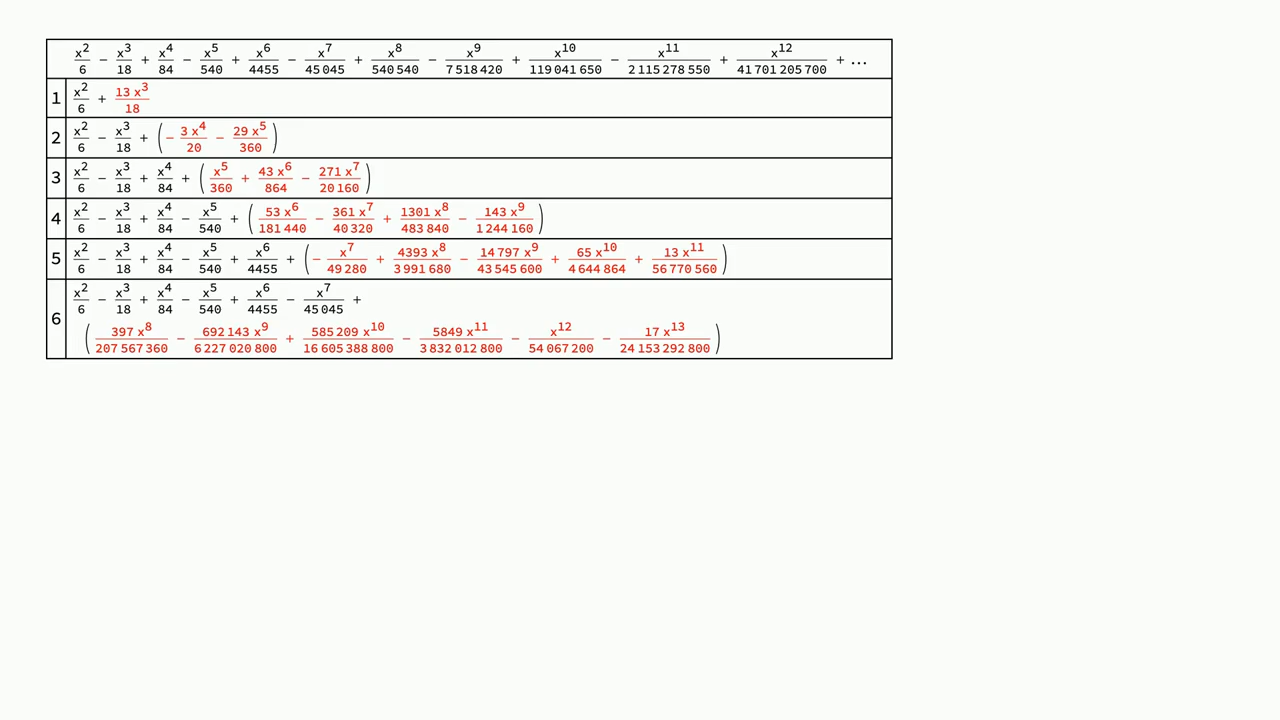 x^2/6 − x^3/18 + x^4/84 − x^5/540 + x^6/4455 − x^7/45 045 + x^8/540 540 − x^9/7 518 420 + x^10/119 041 650 − x^11/2 115 278 550 + x^12/41 701 205 700 + ...
1 x^2/6 + 13 x^3/18
2 x^2/6 − x^3/18 + (− 3 x^4/20 − 29 x^5/360)
3 x^2/6 − x^3/18 + x^4/84 + (x^5/360 + 43 x^6/864 − 271 x^7/20 160)
4 x^2/6 − x^3/18 + x^4/84 − x^5/540 + (53 x^6/181 440 − 361 x^7/40 320 + 1301 x^8/483 840 − 143 x^9/1 244 160)
5 x^2/6 − x^3/18 + x^4/84 − x^5/540 + x^6/4455 + (− x^7/49 280 + 4393 x^8/3 991 680 − 14 797 x^9/43 545 600 + 65 x^10/4 644 864 + 13 x^11/56 770 560)
6 x^2/6 − x^3/18 + x^4/84 − x^5/540 + x^6/4455 − x^7/45 045 +
(397 x^8/207 567 360 − 692 143 x^9/6 227 020 800 + 585 209 x^10/16 605 388 800 − 5849 x^11/3 832 012 800 − x^12/54 067 200 − 17 x^13/24 153 292 800)